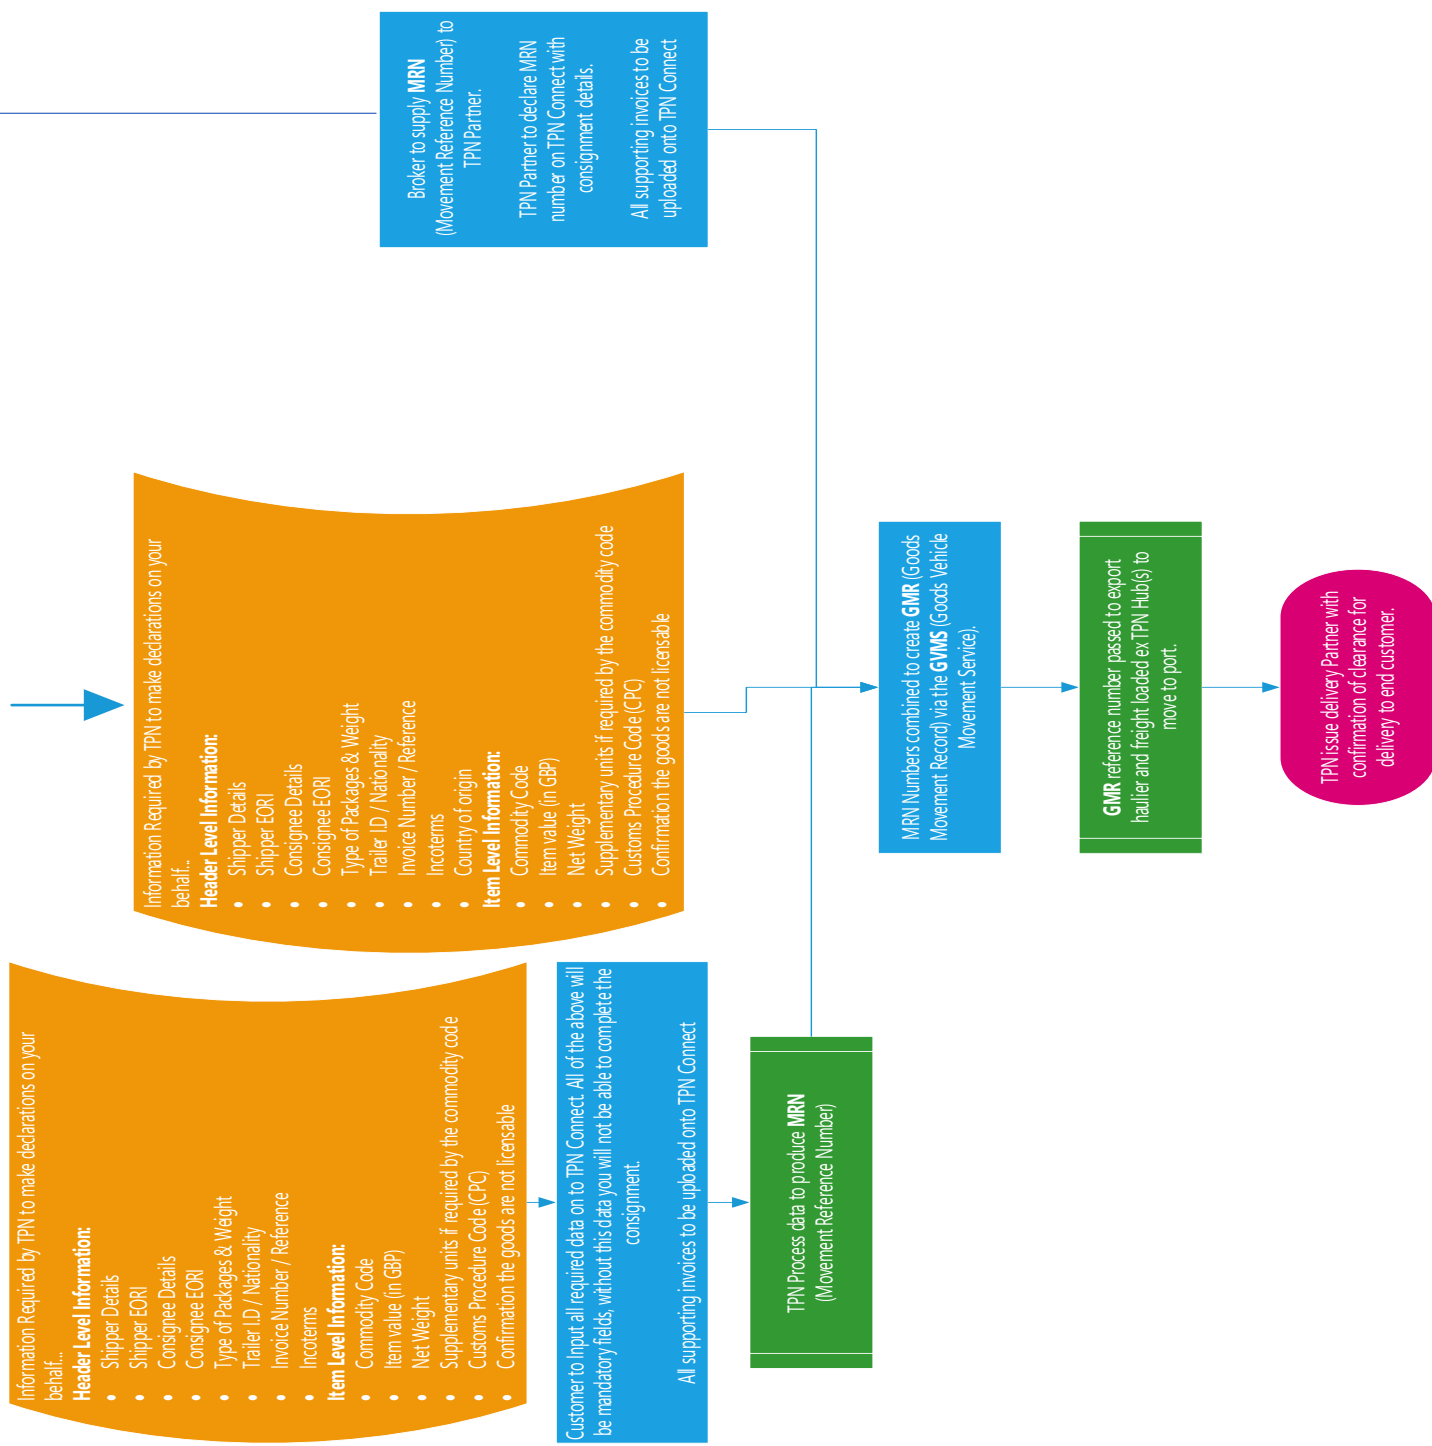 Information Required by TPN to make declarations on your
behalf...
Header Level Information:
• Shipper Details
• Shipper EORI
• Consignee Details
• Consignee EORI
• Type of Packages & Weight
• Trailer I.D / Nationality
• Invoice Number / Reference
• Incoterms
Item Level Information:
• Commodity Code
• Item value (in GBP)
• Net Weight
• Supplementary units if required by the commodity code
• Customs Procedure Code (CPC)
• Confirmation the goods are not licensable
Customer to Input all required data on to TPN Connect. All of the above will
be mandatory fields, without this data you will not be able to complete the
consignment.
All supporting invoices to be uploaded onto TPN Connect
TPN Process data to produce MRN
(Movement Reference Number)
Information Required by TPN to make declarations on your
behalf...
Header Level Information:
• Shipper Details
• Shipper EORI
• Consignee Details
• Consignee EORI
• Type of Packages & Weight
• Trailer I.D / Nationality
• Invoice Number / Reference
• Incoterms
• Country of origin
Item Level Information:
• Commodity Code
• Item value (in GBP)
• Net Weight
• Supplementary units if required by the commodity code
• Customs Procedure Code (CPC)
• Confirmation the goods are not licensable
Broker to supply MRN
(Movement Reference Number) to
TPN Partner.
TPN Partner to declare MRN
number on TPN Connect with
consignment details.
All supporting invoices to be
uploaded onto TPN Connect
MRN Numbers combined to create GMR (Goods
Movement Record) via the GVMS (Goods Vehicle
Movement Service).
GMR reference number passed to export
haulier and freight loaded ex TPN Hub(s) to
move to port.
TPN issue delivery Partner with
confirmation of clearance for
delivery to end customer.